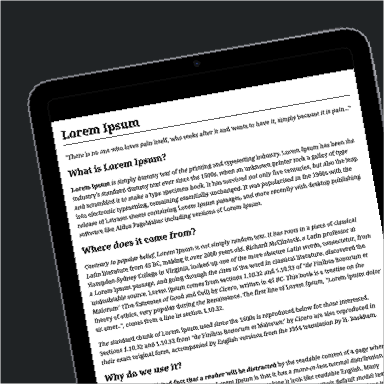 Lorem Ipsum
"There is no one who loves pain itself, who seeks after it and wants to have it, simply because it is pain..."
What is Lorem Ipsum?
Lorem Ipsum is simply dummy text of the printing and typesetting industry. Lorem Ipsum has been the
industry's standard dummy text ever since the 1500s, when an unknown printer took a galley of type
and scrambled it to make a type specimen book. It has survived not only five centuries, but also the leap
into electronic typesetting, remaining essentially unchanged. It was popularised in the 1960s with the
release of Letraset sheets containing Lorem Ipsum passages, and more recently with desktop publishing
software like Aldus PageMaker including versions of Lorem Ipsum.
Where does it come from?
Contrary to popular belief, Lorem Ipsum is not simply random text. It has roots in a piece of classical
Latin literature from 45 BC, making it over 2000 years old. Richard McClintock, a Latin professor at
Hampden-Sydney College in Virginia, looked up one of the more obscure Latin words, consectetur, from
a Lorem Ipsum passage, and going through the cites of the word in classical literature, discovered the
undoubtable source. Lorem Ipsum comes from sections 1.10.32 and 1.10.33 of "de Finibus Bonorum et
Malorum" (The Extremes of Good and Evil) by Cicero, written in 45 BC. This book is a treatise on the
theory of ethics, very popular during the Renaissance. The first line of Lorem Ipsum, "Lorem ipsum dolor
sit amet..", comes from a line in section 1.10.32.
The standard chunk of Lorem Ipsum used since the 1500s is reproduced below for those interested.
Sections 1.10.32 and 1.10.33 from "de Finibus Bonorum et Malorum" by Cicero are also reproduced in
their exact original form, accompanied by English versions from the 1914 translation by H. Rackham.
Why do we use it?
fact that a reader will be distracted by the readable content of a page when
Ipsum is that it has a more-or-less normal distribution
making it look like readable English. Many
default model text